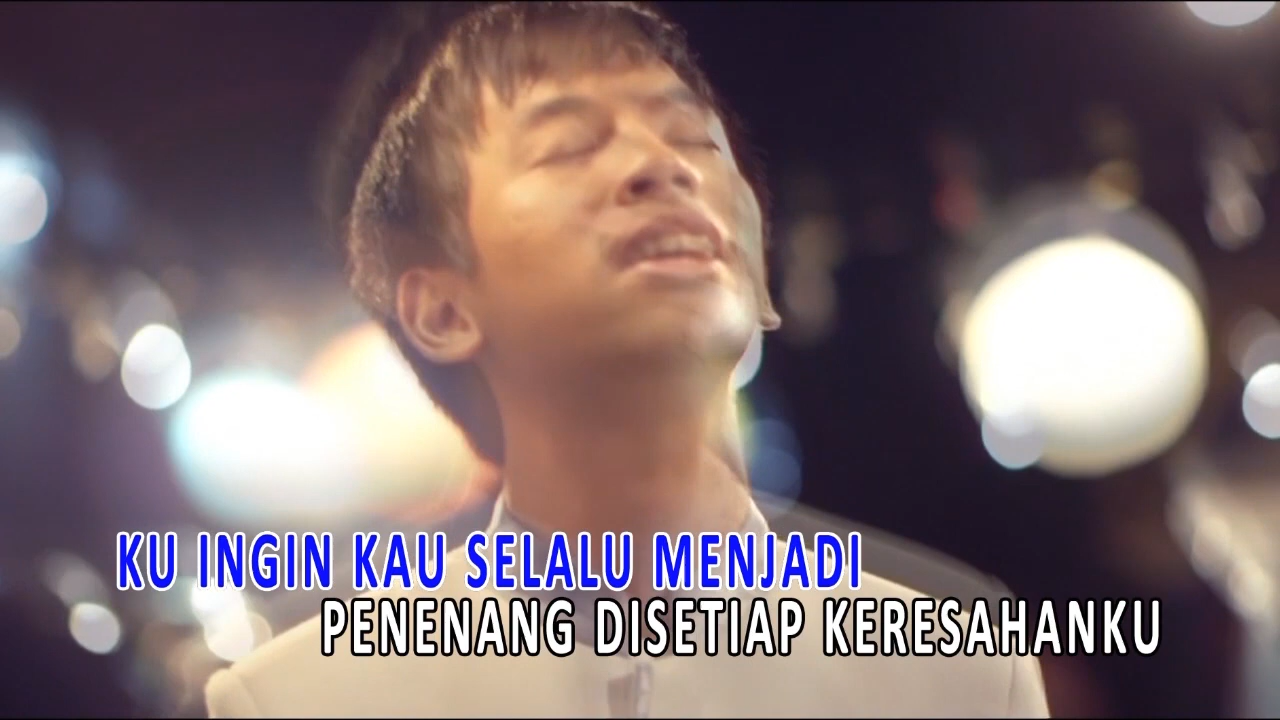 KU INGIN KAU SELALU MENJADI
PENENANG DISETIAP KERESAHANKU